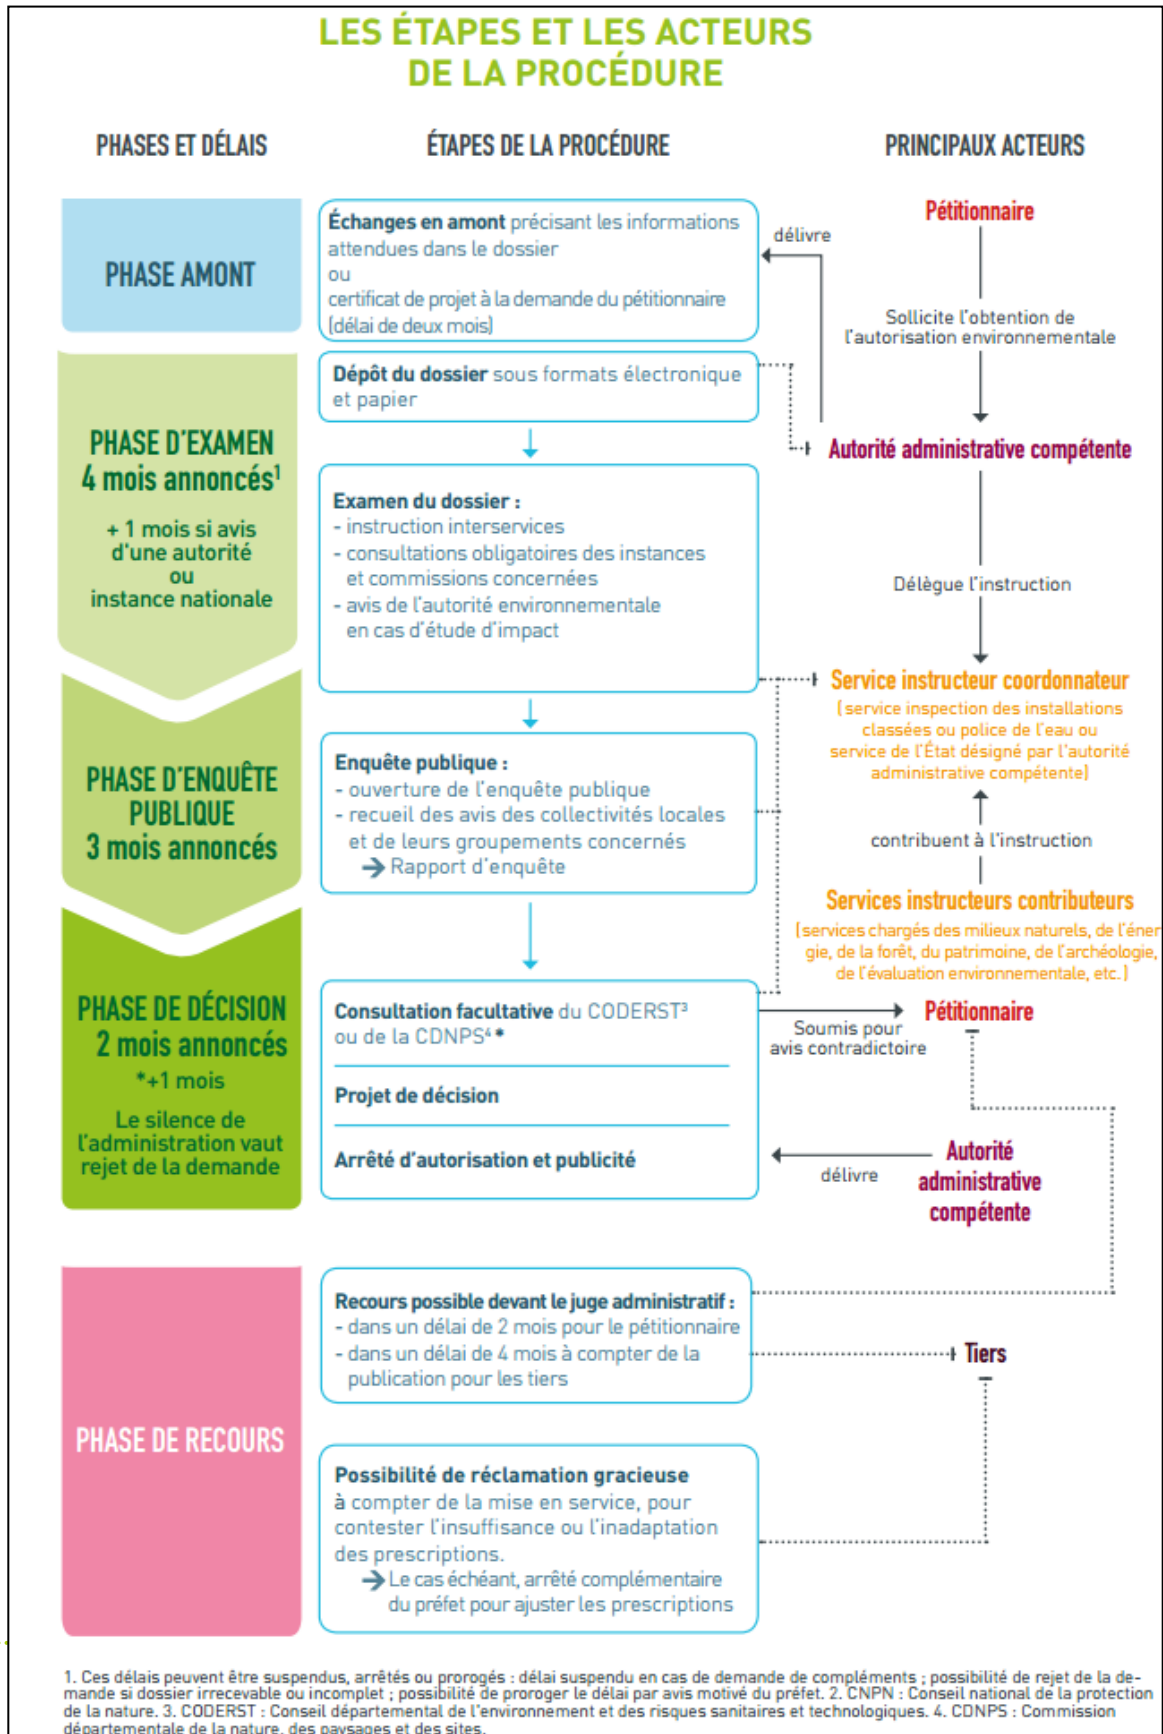 LES ÉTAPES ET LES ACTEURS
DE LA PROCÉDURE
PHASES ET DÉLAIS
ÉTAPES DE LA PROCÉDURE
PRINCIPAUX ACTEURS
PHASE AMONT
Échanges en amont précisant les informations
attendues dans le dossier
ou
certificat de projet à la demande du pétitionnaire
(délai de deux mois)
délivre
Pétitionnaire
Sollicite l'obtention de
l'autorisation environnementale
PHASE D'EXAMEN
4 mois annoncés¹
+ 1 mois si avis
d'une autorité
ou
instance nationale
Dépôt du dossier sous formats électronique
et papier
Autorité administrative compétente
Examen du dossier :
- instruction interservices
- consultations obligatoires des instances
et commissions concernées
- avis de l'autorité environnementale
en cas d'étude d'impact
Délègue l'instruction
Service instructeur coordonnateur
(service inspection des installations
classées ou police de l'eau ou
service de l'État désigné par l'autorité
administrative compétente)
PHASE D'ENQUÊTE
PUBLIQUE
3 mois annoncés
Enquête publique :
- ouverture de l'enquête publique
- recueil des avis des collectivités locales
et de leurs groupements concernés
→ Rapport d'enquête
contribuent à l'instruction
Services instructeurs contributeurs
(services chargés des milieux naturels, de l'éner
gie, de la forêt, du patrimoine, de l'archéologie,
de l'évaluation environnementale, etc.)
PHASE DE DÉCISION
2 mois annoncés
*+1 mois
Le silence de
l'administration vaut
rejet de la demande
Consultation facultative du CODERST³
ou de la CDNPS⁴ *
Projet de décision
Arrêté d'autorisation et publicité
Pétitionnaire
Soumis pour
avis contradictoire
délivre
Autorité
administrative
compétente
PHASE DE RECOURS
Recours possible devant le juge administratif :
- dans un délai de 2 mois pour le pétitionnaire
- dans un délai de 4 mois à compter de la
publication pour les tiers
Tiers
Possibilité de réclamation gracieuse
à compter de la mise en service, pour
contester l'insuffisance ou l'inadaptation
des prescriptions.
→ Le cas échéant, arrêté complémentaire
du préfet pour ajuster les prescriptions
1. Ces délais peuvent être suspendus, arrêtés ou prorogés : délai suspendu en cas de demande de compléments ; possibilité de rejet de la de-
mande si dossier irrecevable ou incomplet ; possibilité de proroger le délai par avis motivé du préfet. 2. CNPN : Conseil national de la protection
de la nature. 3. CODERST : Conseil départemental de l'environnement et des risques sanitaires et technologiques. 4. CDNPS : Commission
départementale de la nature, des paysages et des sites.